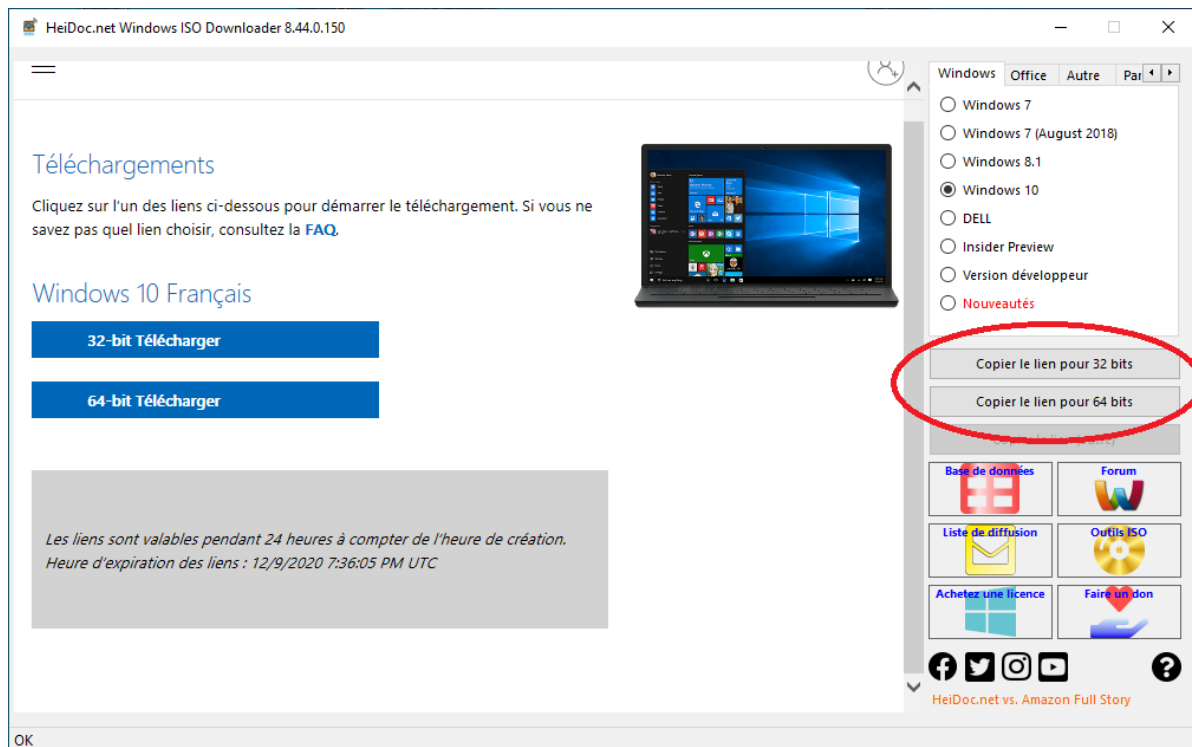 HeiDoc.net Windows ISO Downloader 8.44.0.150
Téléchargements
Cliquez sur l'un des liens ci-dessous pour démarrer le téléchargement. Si vous ne
savez pas quel lien choisir, consultez la FAQ.
Windows 10 Français
32-bit Télécharger
64-bit Télécharger
Les liens sont valables pendant 24 heures à compter de l'heure de création.
Heure d'expiration des liens : 12/9/2020 7:36:05 PM UTC
Windows Office Autre Par
Windows 7
Windows 7 (August 2018)
Windows 8.1
Windows 10
DELL
Insider Preview
Version développeur
Nouveautés
Copier le lien pour 32 bits
Copier le lien pour 64 bits
Base de données
Forum
Liste de diffusion
Outils ISO
Achetez une licence
Faire un don
HeiDoc.net vs. Amazon Full Story
OK